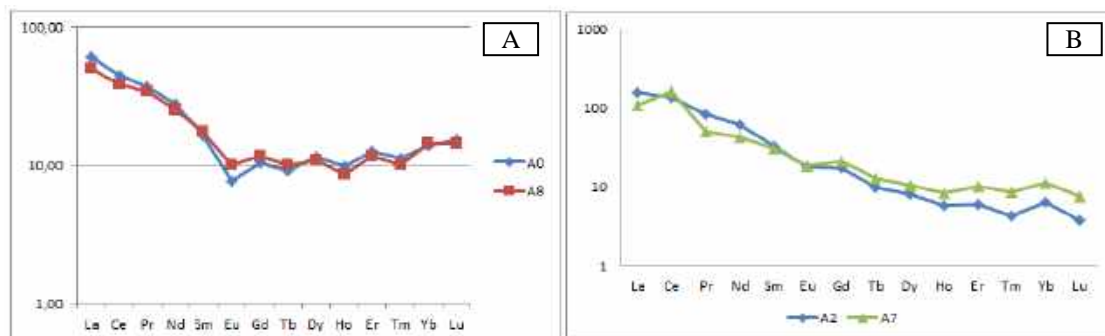 A
100,00
10,00
1,00
La Ce Pr Nd Sm Eu Gd Tb Dy Ho Er Tm Yb Lu
A0
A8
B
1000
100
10
1
La Ce Pr Nd Sm Eu Gd Tb Dy Ho Er Tm Yb Lu
A2 A7